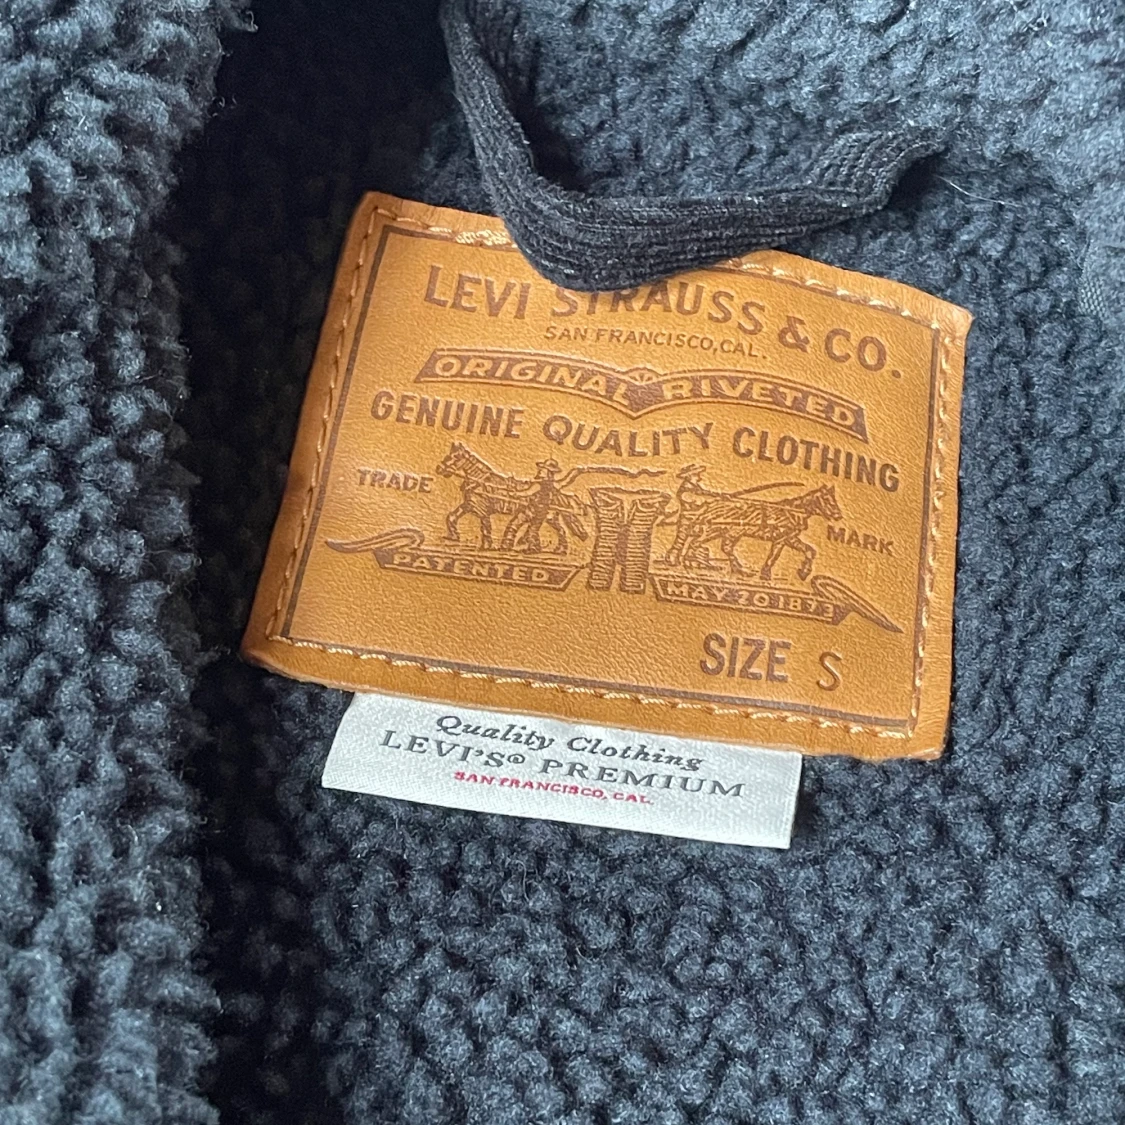 LEVI STRAUSS & CO.
SAN FRANCISCO, CAL.
ORIGINAL RIVETED
GENUINE QUALITY CLOTHING
TRADE MARK
PATENTED MAY 20 1873
SIZE S
Quality Clothing
LEVI'S® PREMIUM
SAN FRANCISCO, CAL.